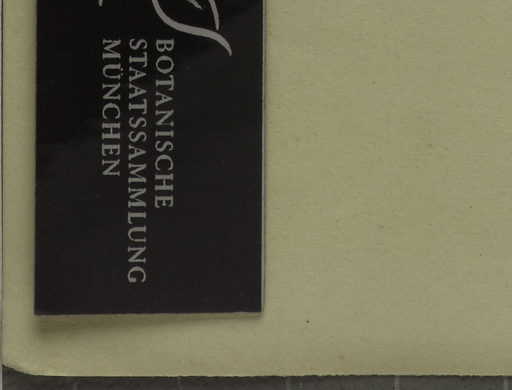 BOTANISCHE
STAATSSAMMLUNG
MÜNCHEN